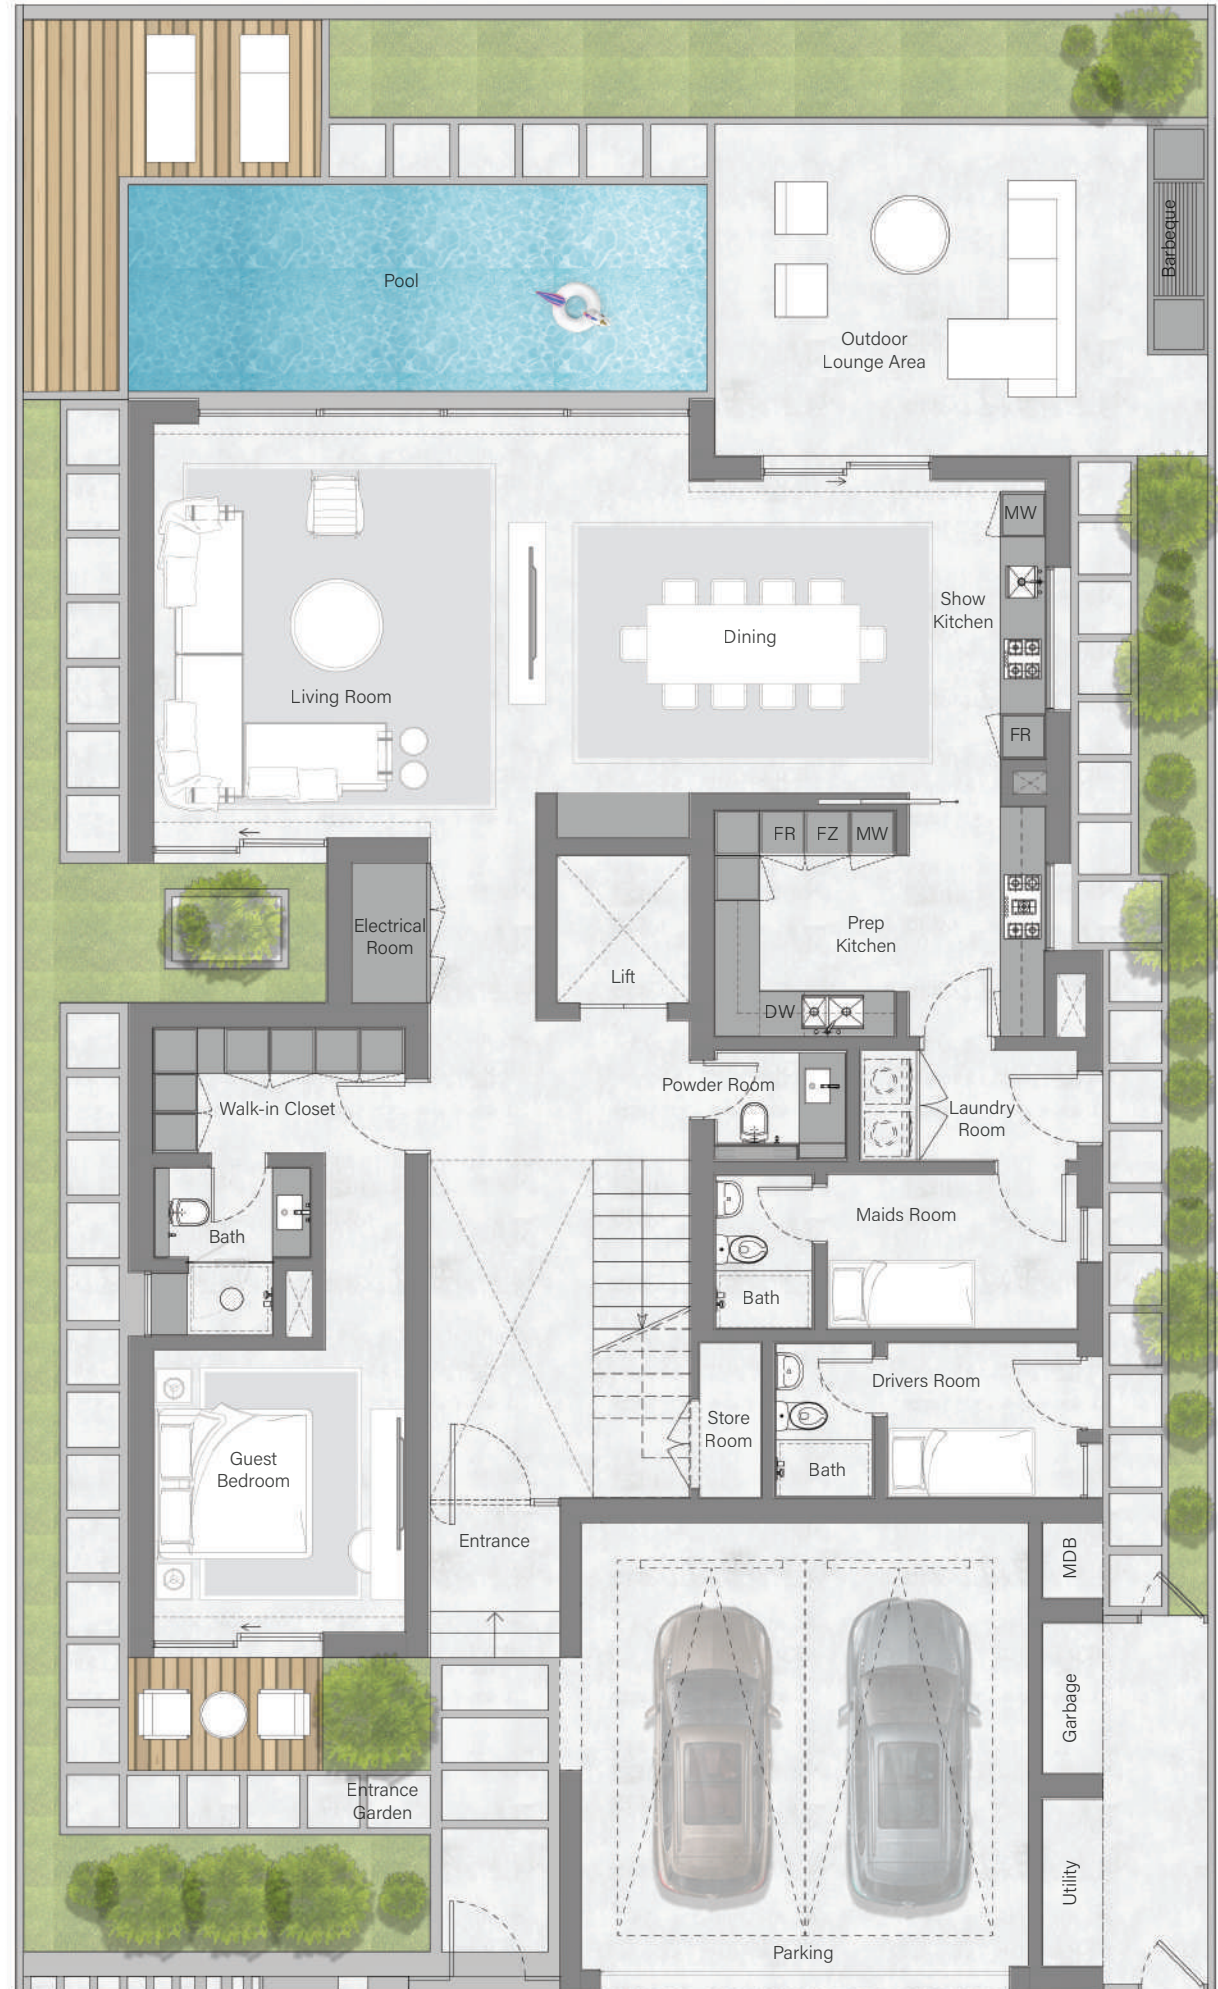 Pool
Barbeque
Outdoor
Lounge Area
MW
Show
Kitchen
Dining
Living Room
FR
FR
FZ
MW
Electrical
Room
Prep
Kitchen
Lift
DW
Powder Room
Walk-in Closet
Laundry
Room
Maids Room
Bath
Bath
Drivers Room
Store
Room
Guest
Bedroom
Bath
Entrance
MDB
Garbage
Entrance
Garden
Utility
Parking